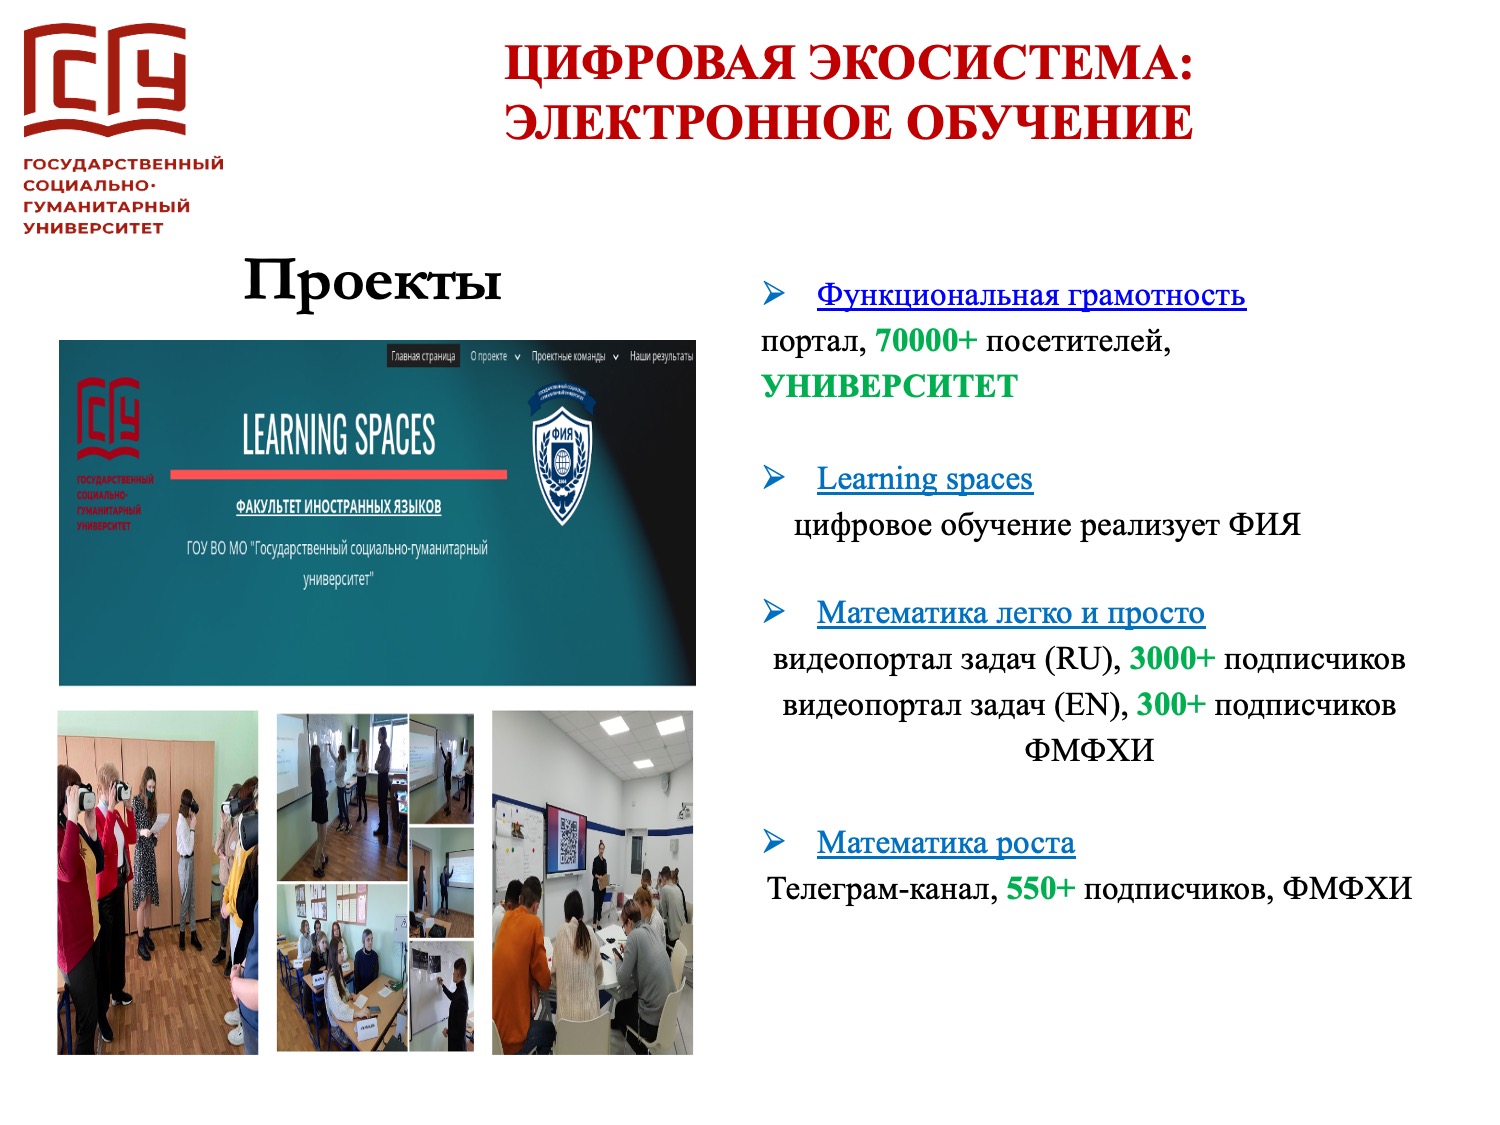 ГСГУ
ГОСУДАРСТВЕННЫЙ
СОЦИАЛЬНО-
ГУМАНИТАРНЫЙ
УНИВЕРСИТЕТ
ЦИФРОВАЯ ЭКОСИСТЕМА:
ЭЛЕКТРОННОЕ ОБУЧЕНИЕ
Проекты
Главная страница О проекте Проектные команды Наши результаты
ГСГУ
ГОСУДАРСТВЕННЫЙ
СОЦИАЛЬНО-
ГУМАНИТАРНЫЙ
УНИВЕРСИТЕТ
LEARNING SPACES
ФАКУЛЬТЕТ ИНОСТРАННЫХ ЯЗЫКОВ
ГОУ ВО МО "Государственный социально-гуманитарный
университет"
ФИЯ
Функциональная грамотность
портал, 70000+ посетителей,
УНИВЕРСИТЕТ
Learning spaces
цифровое обучение реализует ФИЯ
Математика легко и просто
видеопортал задач (RU), 3000+ подписчиков
видеопортал задач (EN), 300+ подписчиков
ФМФХИ
Математика роста
Телеграм-канал, 550+ подписчиков, ФМФХИ